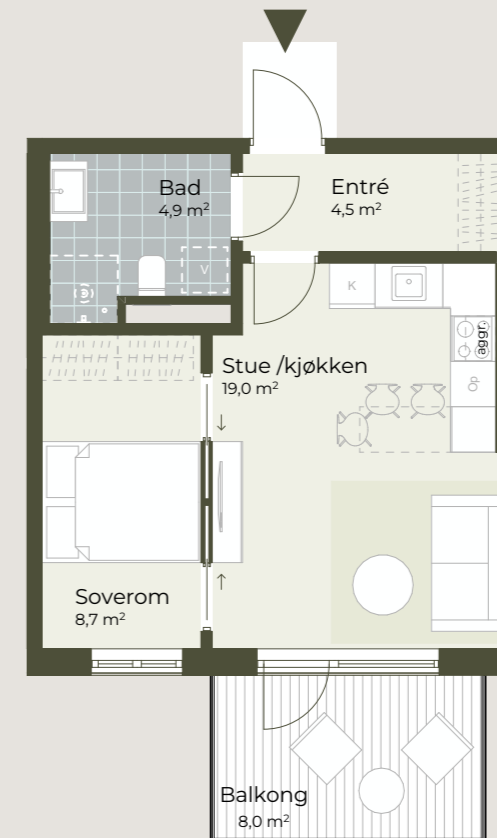 Bad
4,9 m²
Entré
4,5 m²
V
K
aggr.
Op
Stue /kjøkken
19,0 m²
Soverom
8,7 m²
Balkong
8,0 m²